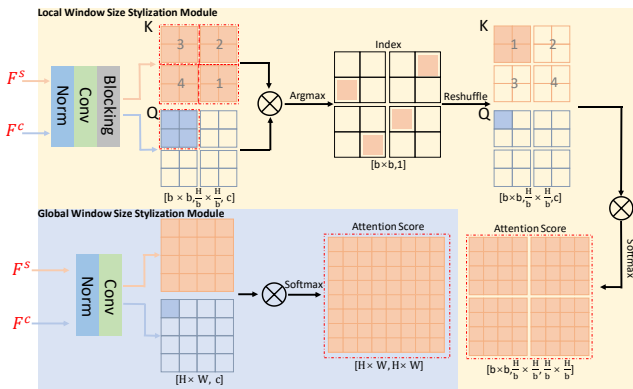 Local Window Size Stylization Module
K
3 2
4 1
F^s
F^c
Norm
Conv
Blocking
Q
[b × b, H/b × H/b, c]
Argmax
Index
[b×b,1]
Reshuffle
K
1 2
3 4
Q
[b×b, H/b × H/b, c]
Softmax
Global Window Size Stylization Module
F^s
F^c
Norm
Conv
[H× W, c]
Softmax
Attention Score
[H× W, H× W]
Attention Score
[b×b, H/b × H/b, H/b × H/b]